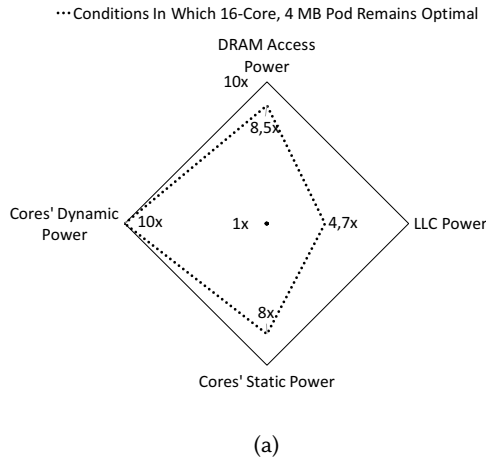 ···Conditions In Which 16-Core, 4 MB Pod Remains Optimal
DRAM Access
Power
10x
8,5x
Cores' Dynamic
Power
10x
1x
4,7x
LLC Power
8x
Cores' Static Power
(a)